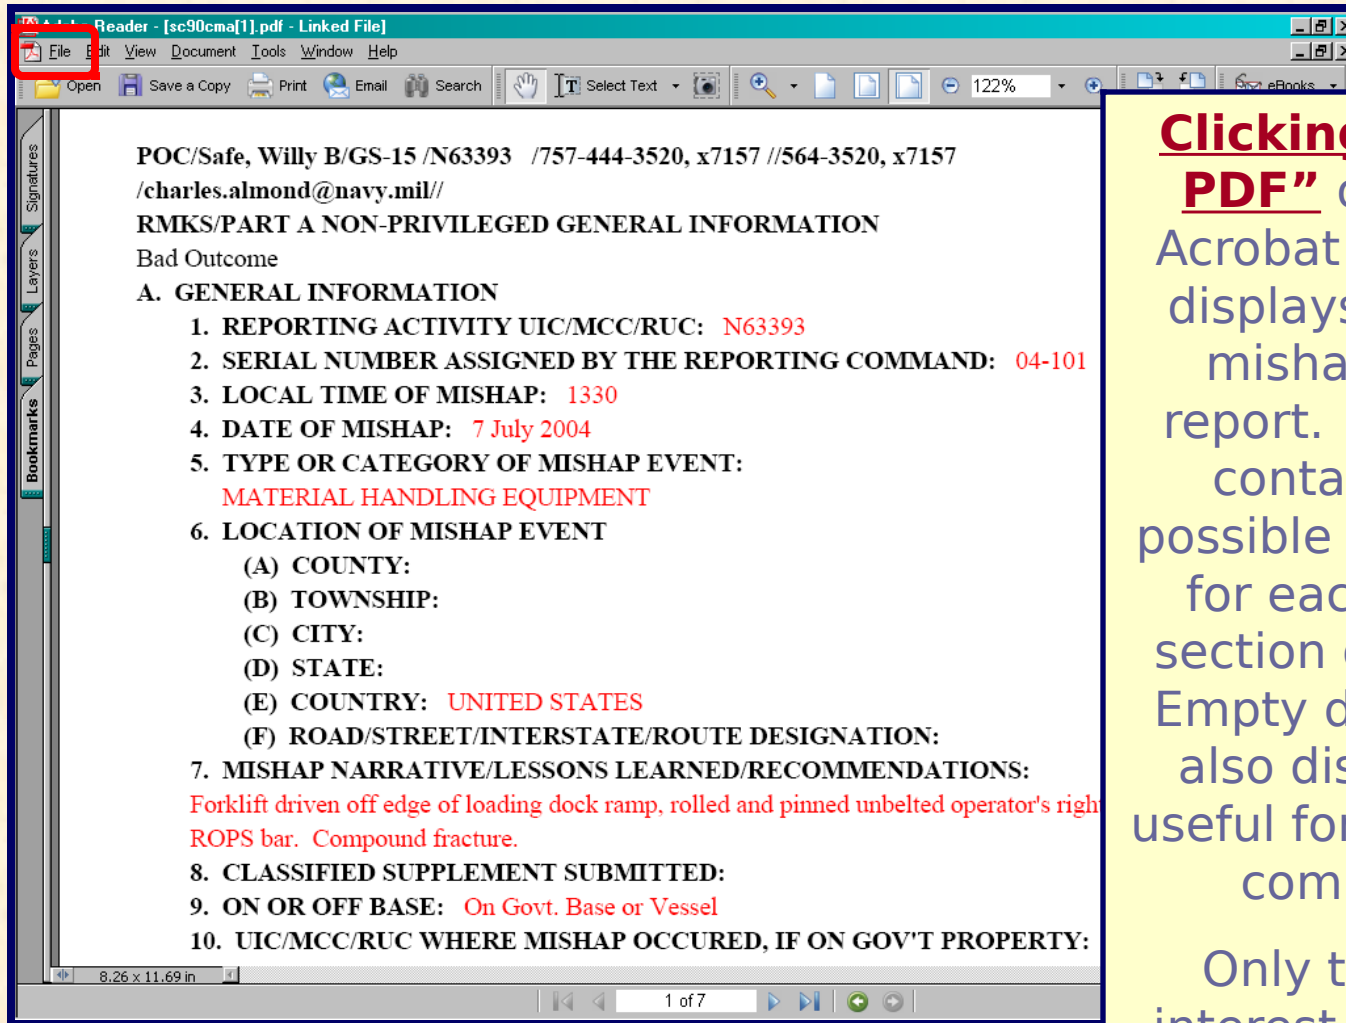 Adobe Reader - [sc90cma[1].pdf - Linked File]
File Edit View Document Tools Window Help
Open Save a Copy Print Email Search Select Text 122% eBooks
Signatures
Layers
Pages
Bookmarks
POC/Safe, Willy B/GS-15 /N63393 /757-444-3520, x7157 //564-3520, x7157
/charles.almond@navy.mil//
RMKS/PART A NON-PRIVILEGED GENERAL INFORMATION
Bad Outcome
A. GENERAL INFORMATION
1. REPORTING ACTIVITY UIC/MCC/RUC: N63393
2. SERIAL NUMBER ASSIGNED BY THE REPORTING COMMAND: 04-101
3. LOCAL TIME OF MISHAP: 1330
4. DATE OF MISHAP: 7 July 2004
5. TYPE OR CATEGORY OF MISHAP EVENT:
MATERIAL HANDLING EQUIPMENT
6. LOCATION OF MISHAP EVENT
(A) COUNTY:
(B) TOWNSHIP:
(C) CITY:
(D) STATE:
(E) COUNTRY: UNITED STATES
(F) ROAD/STREET/INTERSTATE/ROUTE DESIGNATION:
7. MISHAP NARRATIVE/LESSONS LEARNED/RECOMMENDATIONS:
Forklift driven off edge of loading dock ramp, rolled and pinned unbelted operator's righ
ROPS bar. Compound fracture.
8. CLASSIFIED SUPPLEMENT SUBMITTED:
9. ON OR OFF BASE: On Govt. Base or Vessel
10. UIC/MCC/RUC WHERE MISHAP OCCURED, IF ON GOV'T PROPERTY:
8.26 x 11.69 in
1 of 7
Clicking
PDF”
Acrobat
displays
misha
report.
conta
possible
for eac
section
Empty d
also dis
useful for
com
Only t
interest